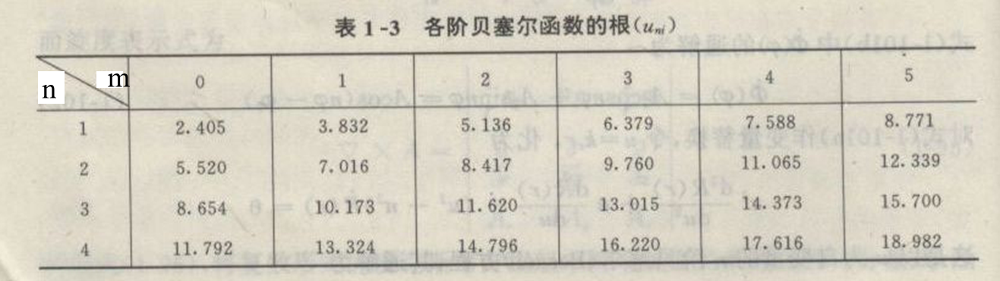 表 1-3 各阶贝塞尔函数的根(uni)
n m 0 1 2 3 4 5
1 2.405 3.832 5.136 6.379 7.588 8.771
2 5.520 7.016 8.417 9.760 11.065 12.339
3 8.654 10.173 11.620 13.015 14.373 15.700
4 11.792 13.324 14.796 16.220 17.616 18.982